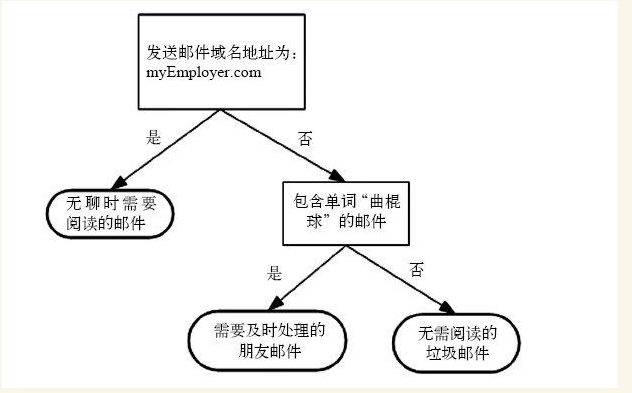 发送邮件域名地址为：
myEmployer.com
是
否
无聊时需要
阅读的邮件
包含单词“曲棍
球”的邮件
是
否
需要及时处理的
朋友邮件
无需阅读的
垃圾邮件